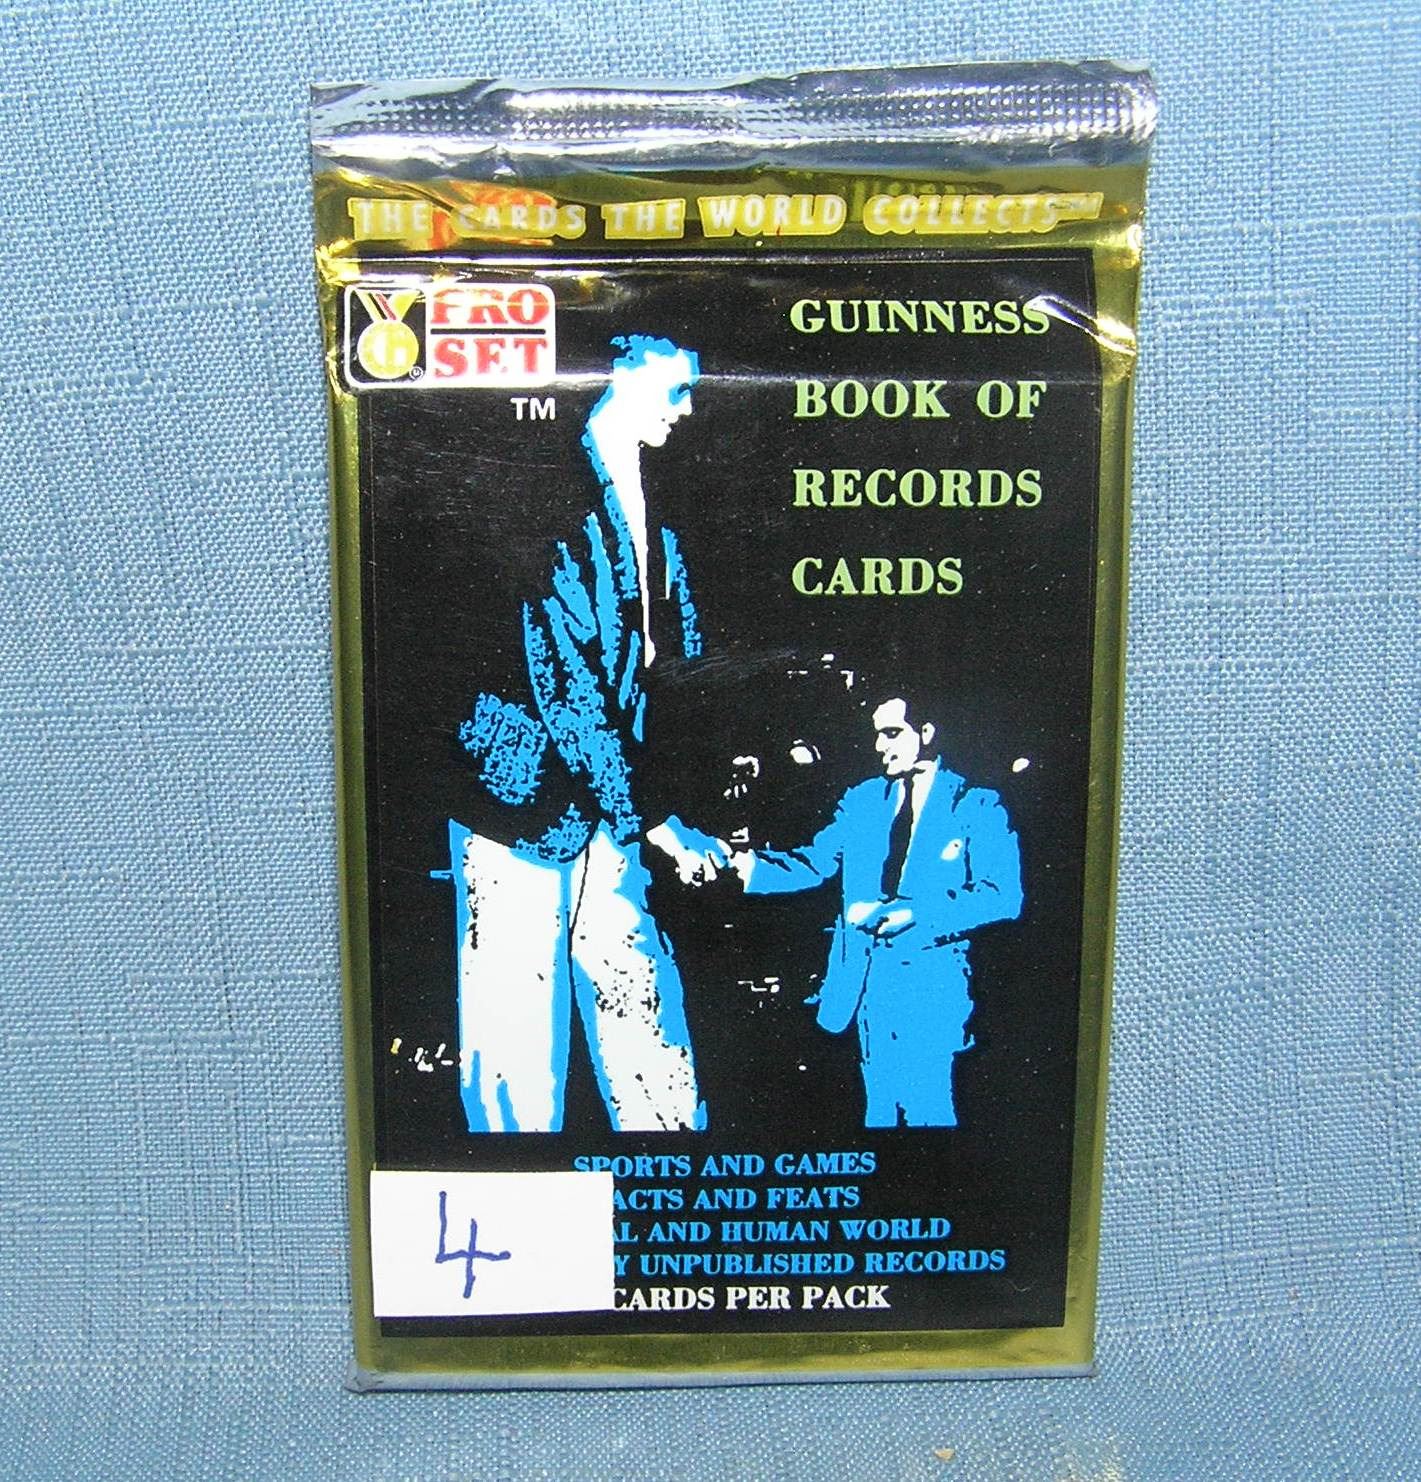 THE CARDS THE WORLD COLLECTS™
PRO
SET
TM
GUINNESS
BOOK OF
RECORDS
CARDS
SPORTS AND GAMES
ACTS AND FEATS
AL AND HUMAN WORLD
Y UNPUBLISHED RECORDS
CARDS PER PACK
4